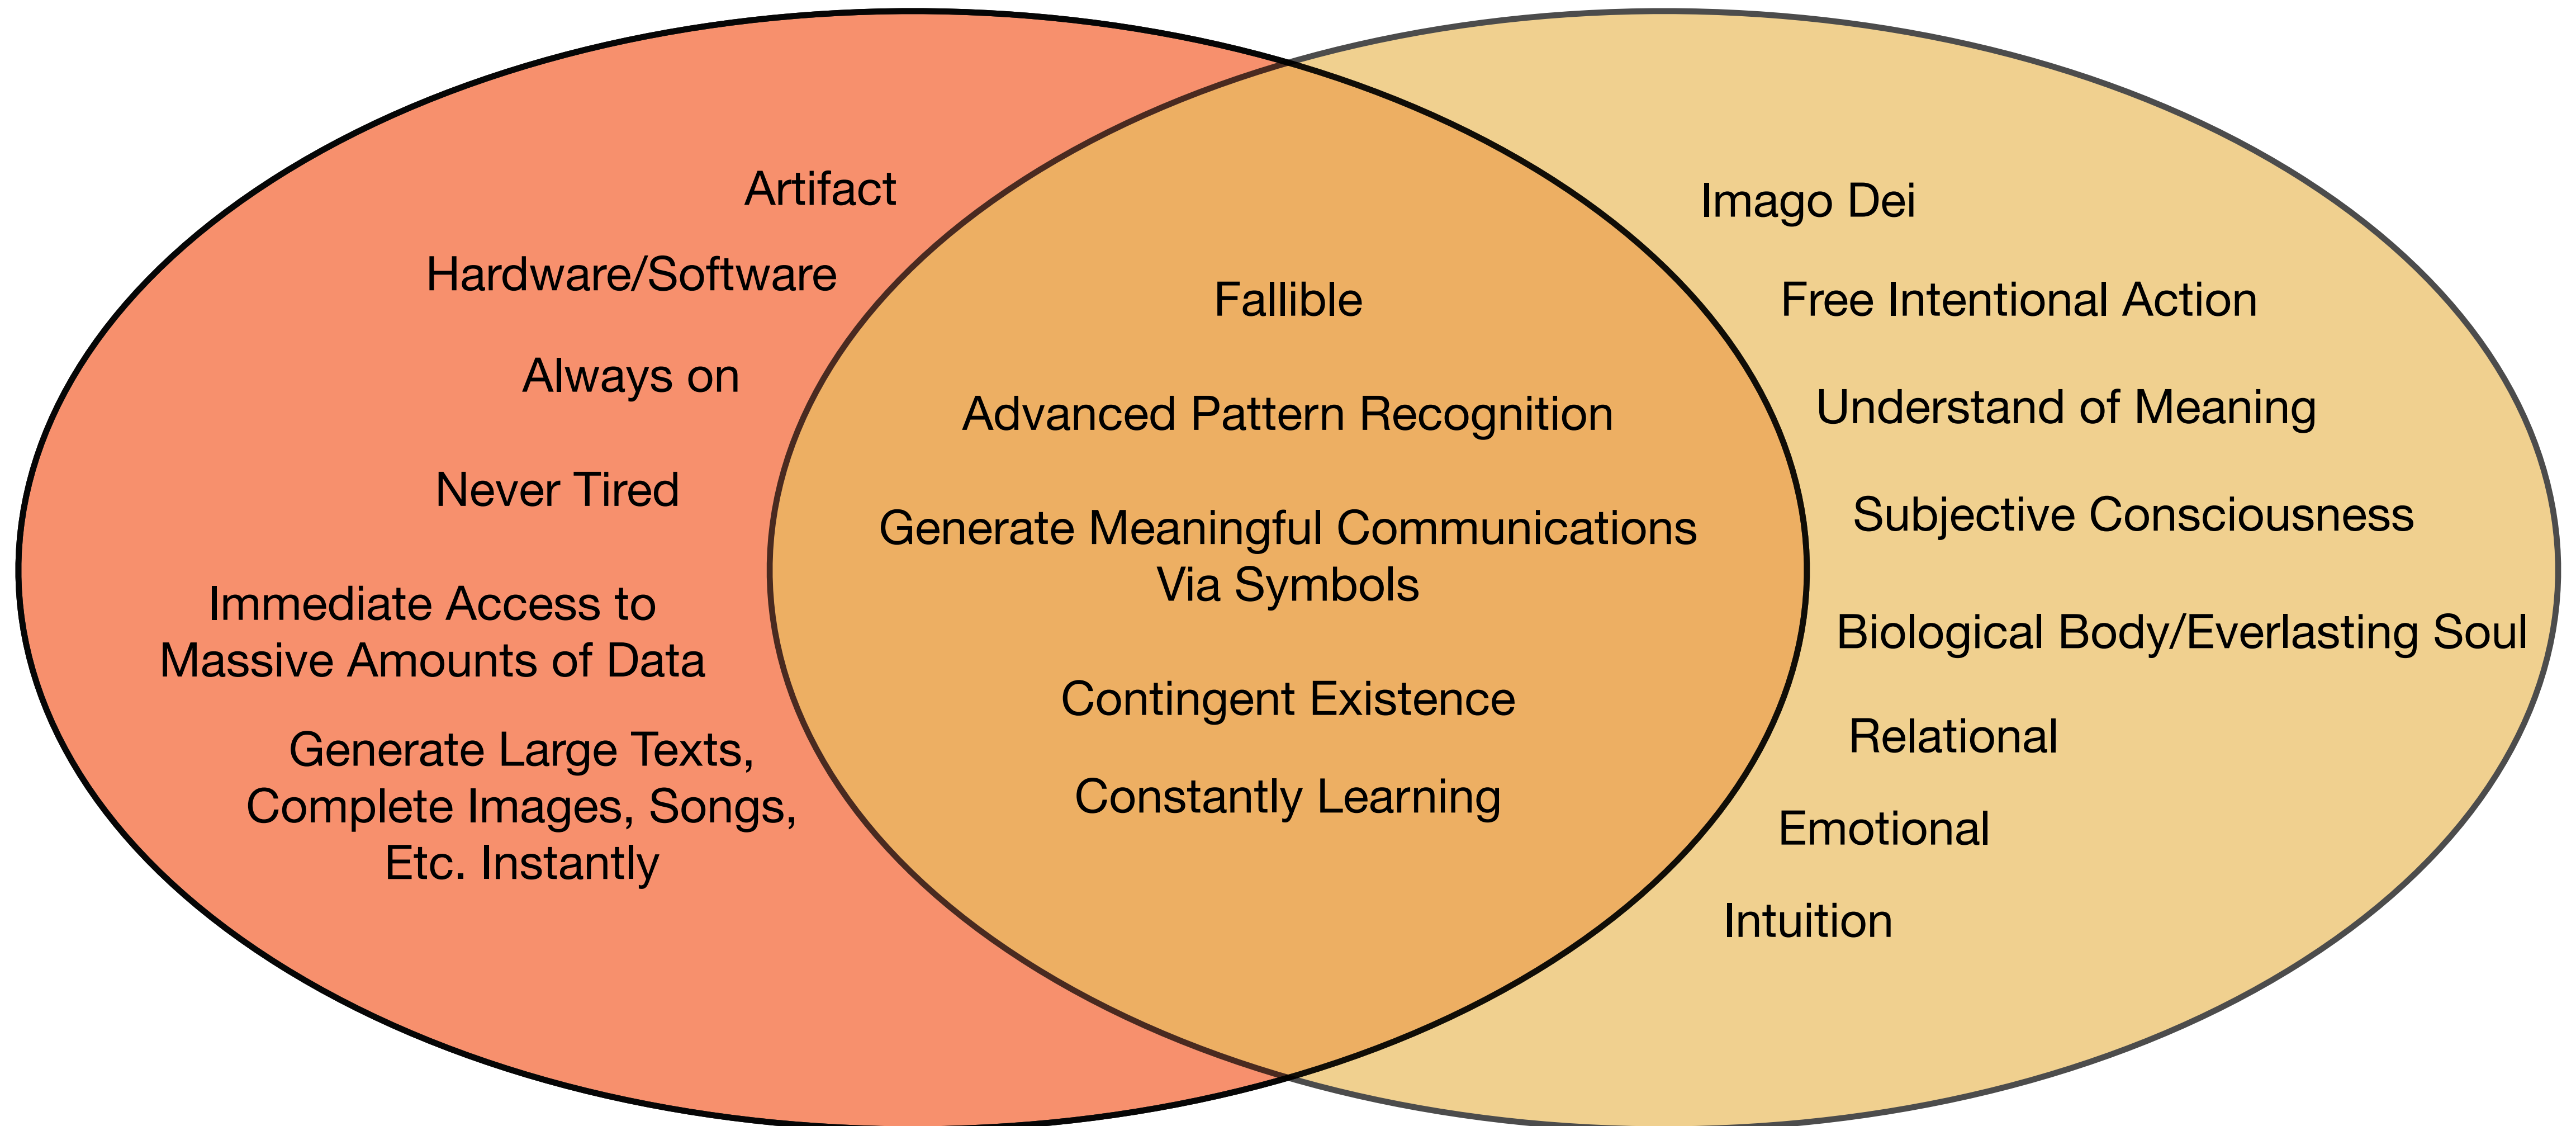 Artifact
Hardware/Software
Always on
Never Tired
Immediate Access to
Massive Amounts of Data
Generate Large Texts,
Complete Images, Songs,
Etc. Instantly
Fallible
Advanced Pattern Recognition
Generate Meaningful Communications
Via Symbols
Contingent Existence
Constantly Learning
Imago Dei
Free Intentional Action
Understand of Meaning
Subjective Consciousness
Biological Body/Everlasting Soul
Relational
Emotional
Intuition